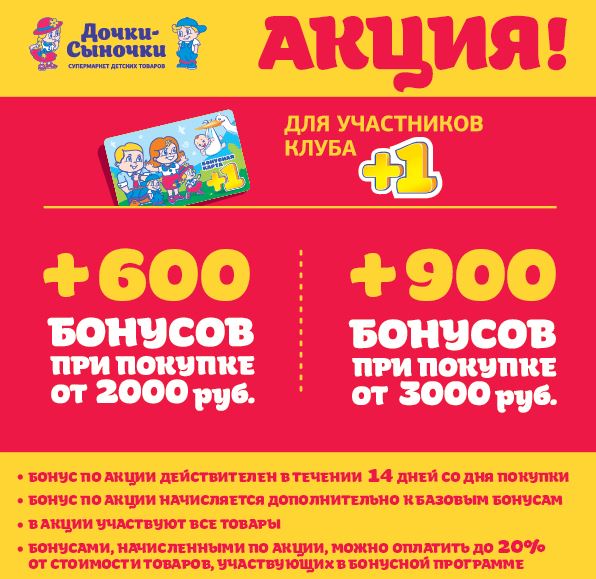 Дочки-
Сыночки
СУПЕРМАРКЕТ ДЕТСКИХ ТОВАРОВ
АКЦИЯ!
БОНУСНАЯ
КАРТА
+1
ДЛЯ УЧАСТНИКОВ
КЛУБА +1
+600
БОНУСОВ
ПРИ ПОКУПКЕ
ОТ 2000 руб.
+900
БОНУСОВ
ПРИ ПОКУПКЕ
ОТ 3000 руб.
• БОНУС ПО АКЦИИ ДЕЙСТВИТЕЛЕН В ТЕЧЕНИИ 14 ДНЕЙ СО ДНЯ ПОКУПКИ
• БОНУС ПО АКЦИИ НАЧИСЛЯЕТСЯ ДОПОЛНИТЕЛЬНО К БАЗОВЫМ БОНУСАМ
• В АКЦИИ УЧАСТВУЮТ ВСЕ ТОВАРЫ
• БОНУСАМИ, НАЧИСЛЕННЫМИ ПО АКЦИИ, МОЖНО ОПЛАТИТЬ ДО 20%
ОТ СТОИМОСТИ ТОВАРОВ, УЧАСТВУЮЩИХ В БОНУСНОЙ ПРОГРАММЕ